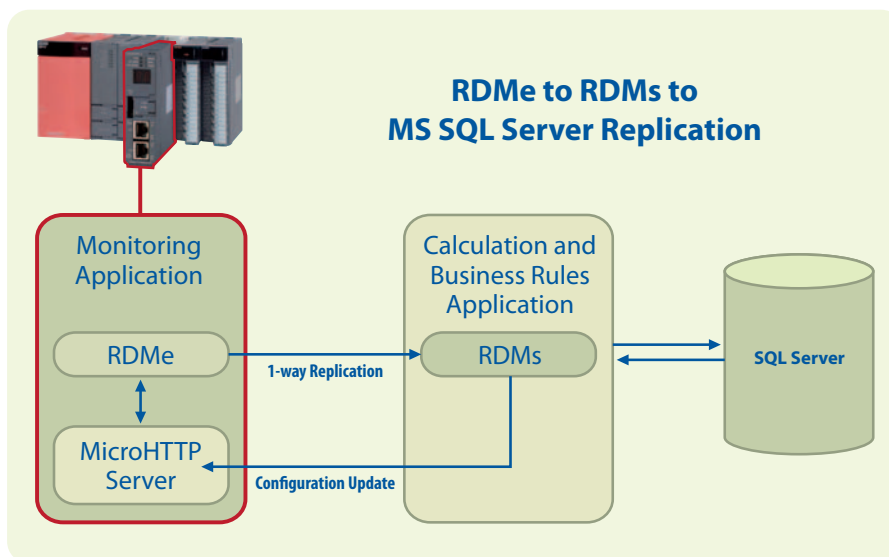 RDMe to RDMs to
MS SQL Server Replication
Monitoring
Application
RDMe
MicroHTTP
Server
1-way Replication
Configuration Update
Calculation and
Business Rules
Application
RDMs
SQL Server